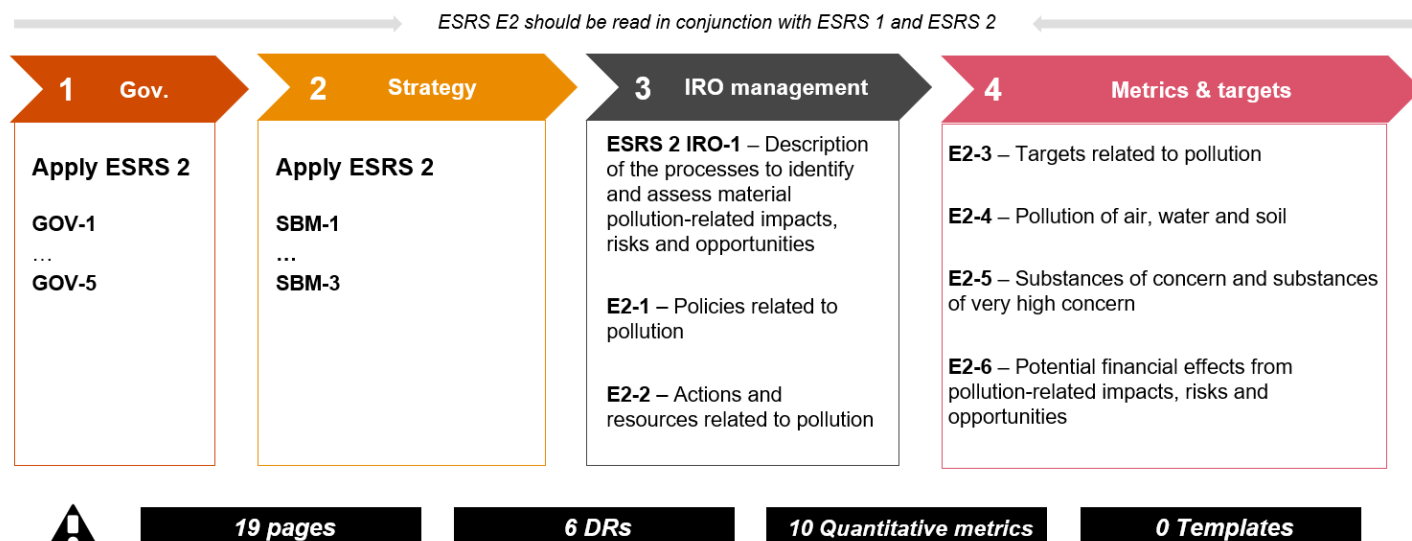 ESRS E2 should be read in conjunction with ESRS 1 and ESRS 2
1 Gov.
Apply ESRS 2
GOV-1
…
GOV-5
2 Strategy
Apply ESRS 2
SBM-1
…
SBM-3
3 IRO management
ESRS 2 IRO-1 – Description
of the processes to identify
and assess material
pollution-related impacts,
risks and opportunities
E2-1 – Policies related to
pollution
E2-2 – Actions and
resources related to pollution
4 Metrics & targets
E2-3 – Targets related to pollution
E2-4 – Pollution of air, water and soil
E2-5 – Substances of concern and substances
of very high concern
E2-6 – Potential financial effects from
pollution-related impacts, risks and
opportunities
19 pages
6 DRs
10 Quantitative metrics
0 Templates